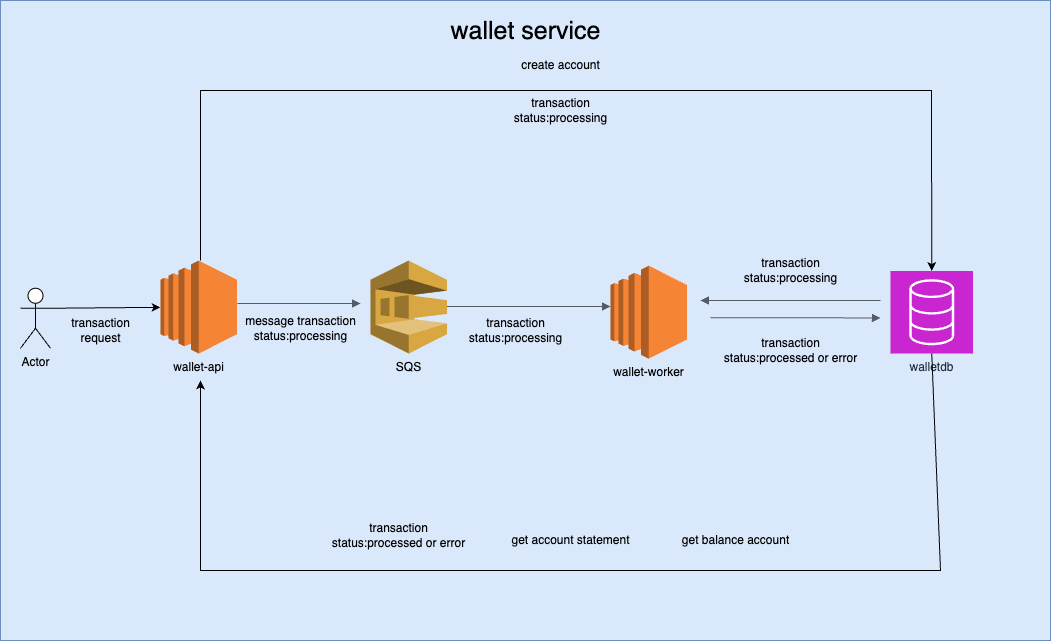 wallet service
create account
transaction
status:processing
transaction
status:processing
Actor
transaction
request
wallet-api
message transaction
status:processing
SQS
transaction
status:processing
wallet-worker
transaction
status:processed or error
walletdb
transaction
status:processed or error
get account statement
get balance account